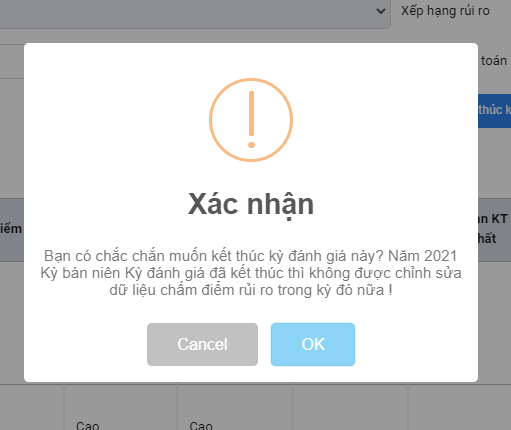 Xếp hạng rủi ro
toán
thúc k
Xác nhận
iểm
an KT
hất
Bạn có chắc chắn muốn kết thúc kỳ đánh giá này? Năm 2021
Kỳ bán niên Kỳ đánh giá đã kết thúc thì không được chỉnh sửa
dữ liệu chấm điểm rủi ro trong kỳ đó nữa !
Cancel
OK
Cao
Cao